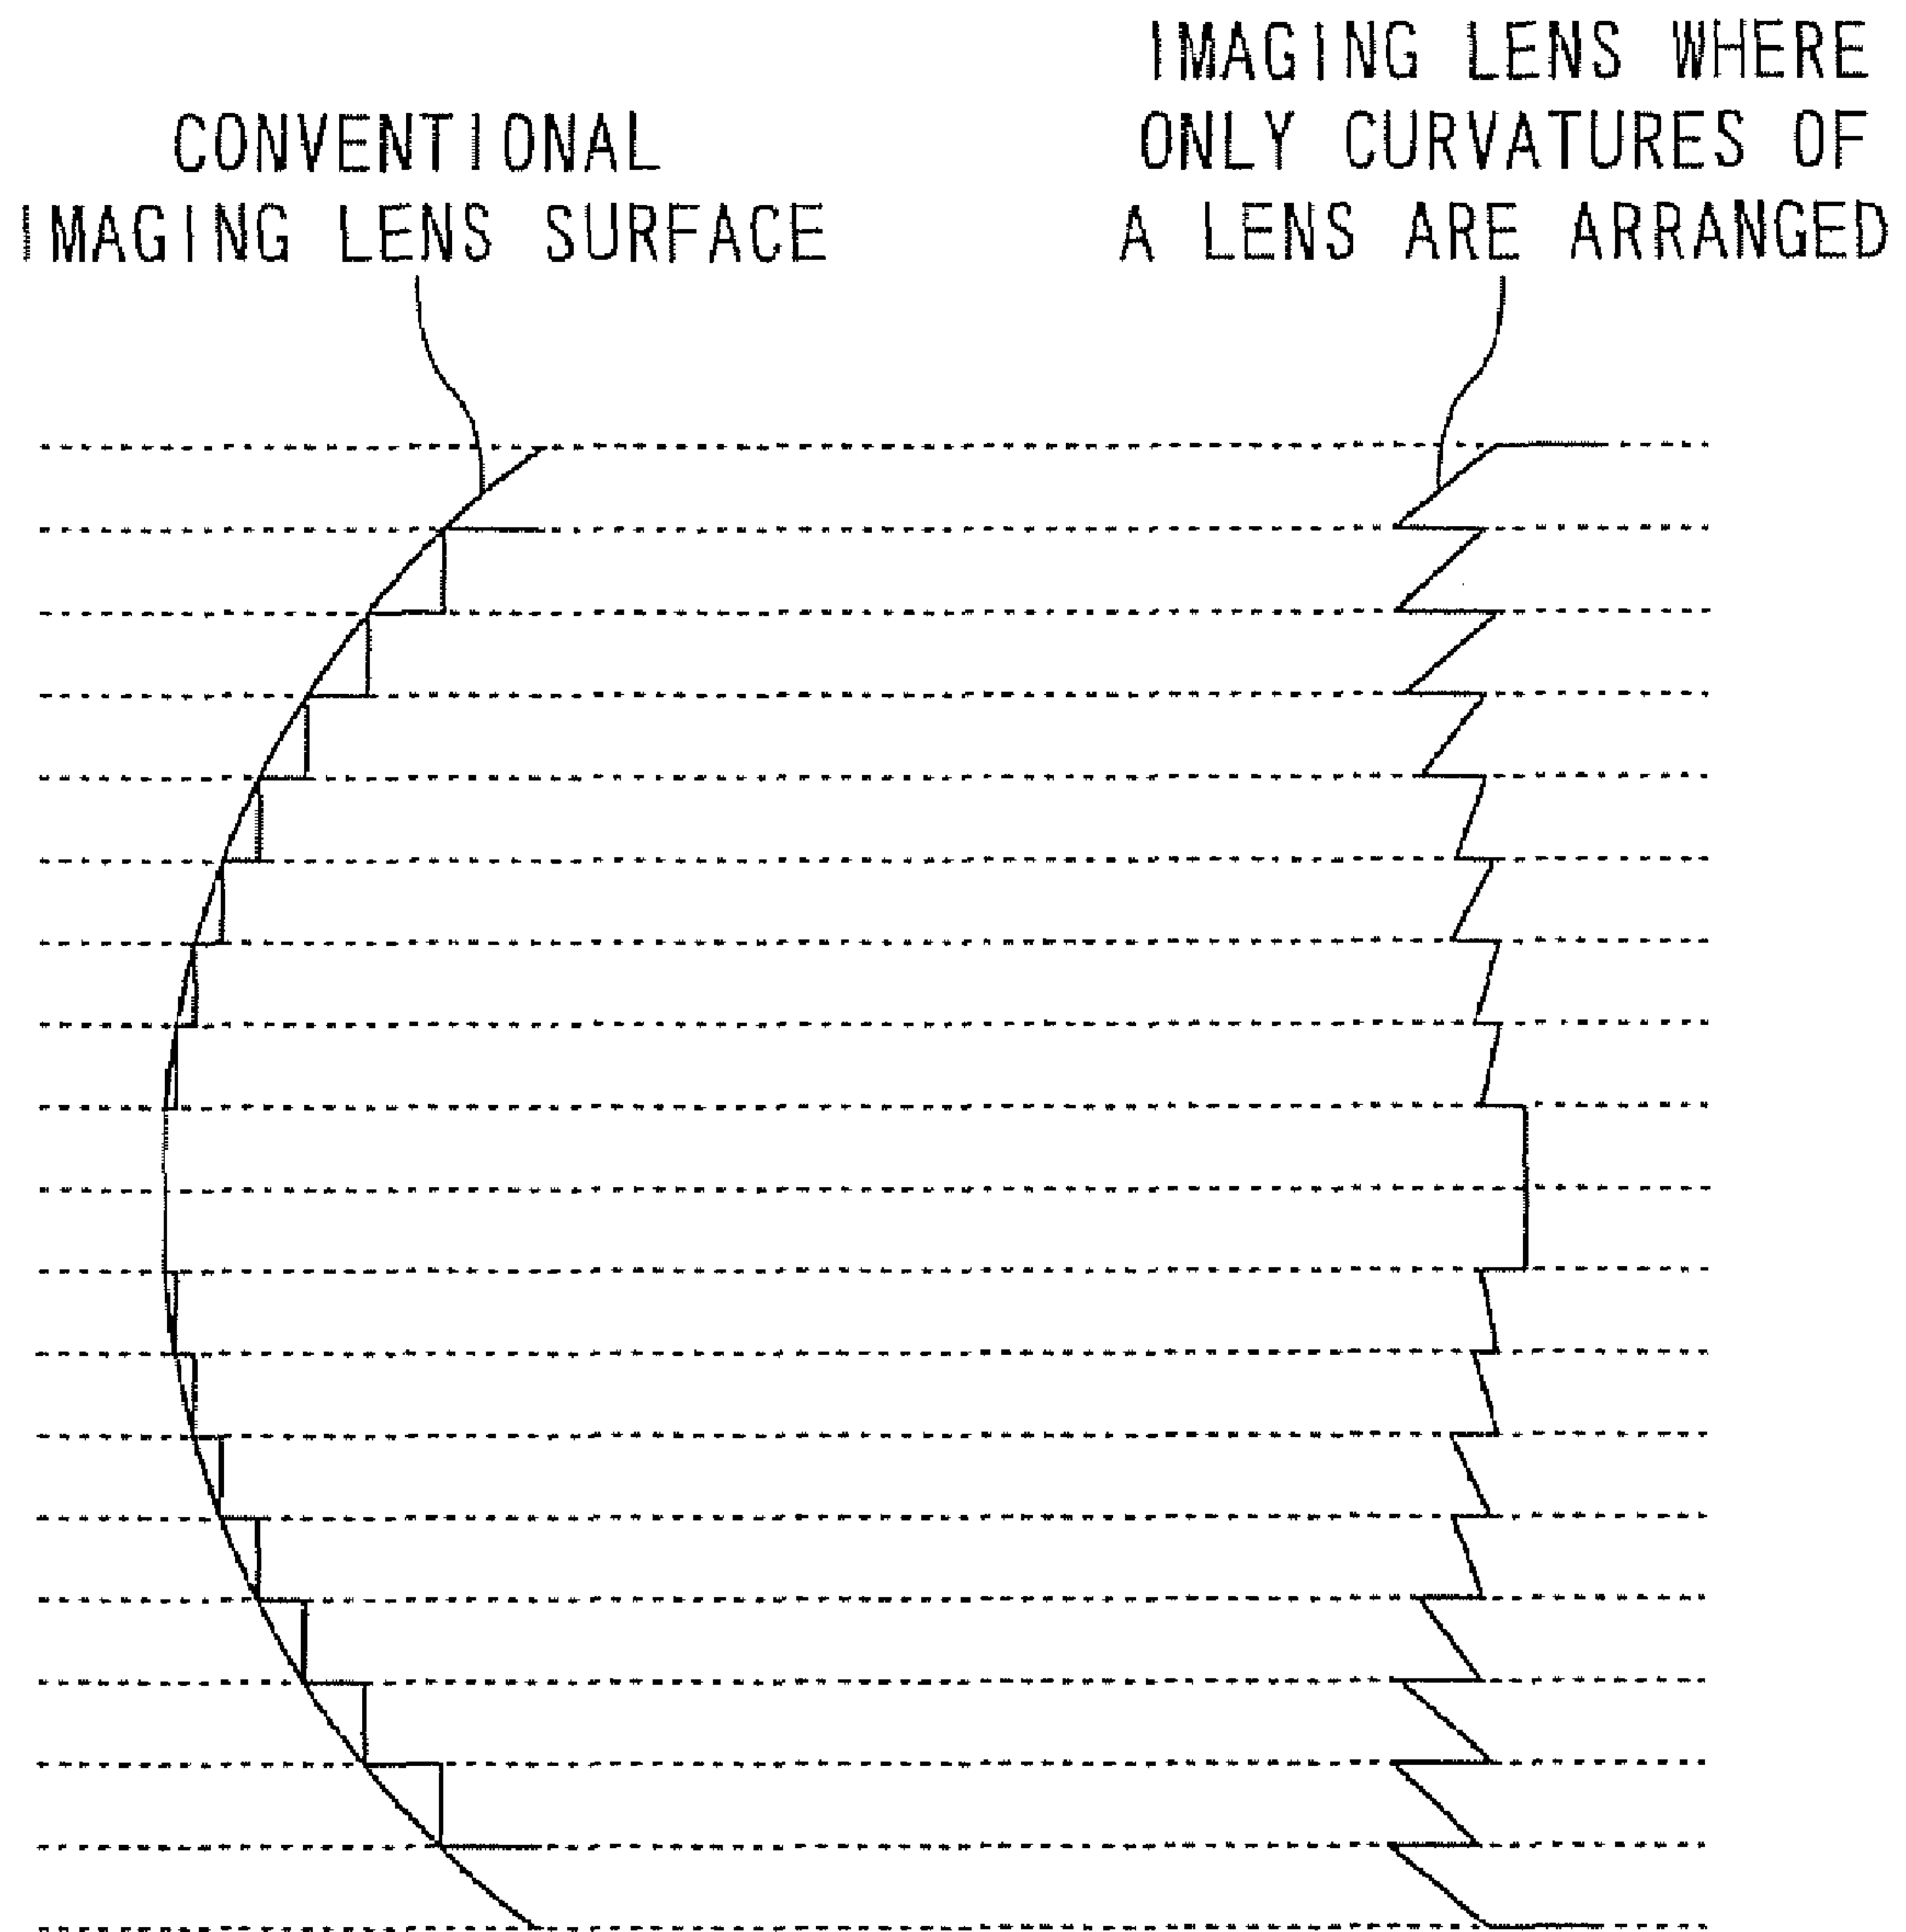 CONVENTIONAL
IMAGING LENS SURFACE
IMAGING LENS WHERE
ONLY CURVATURES OF
A LENS ARE ARRANGED